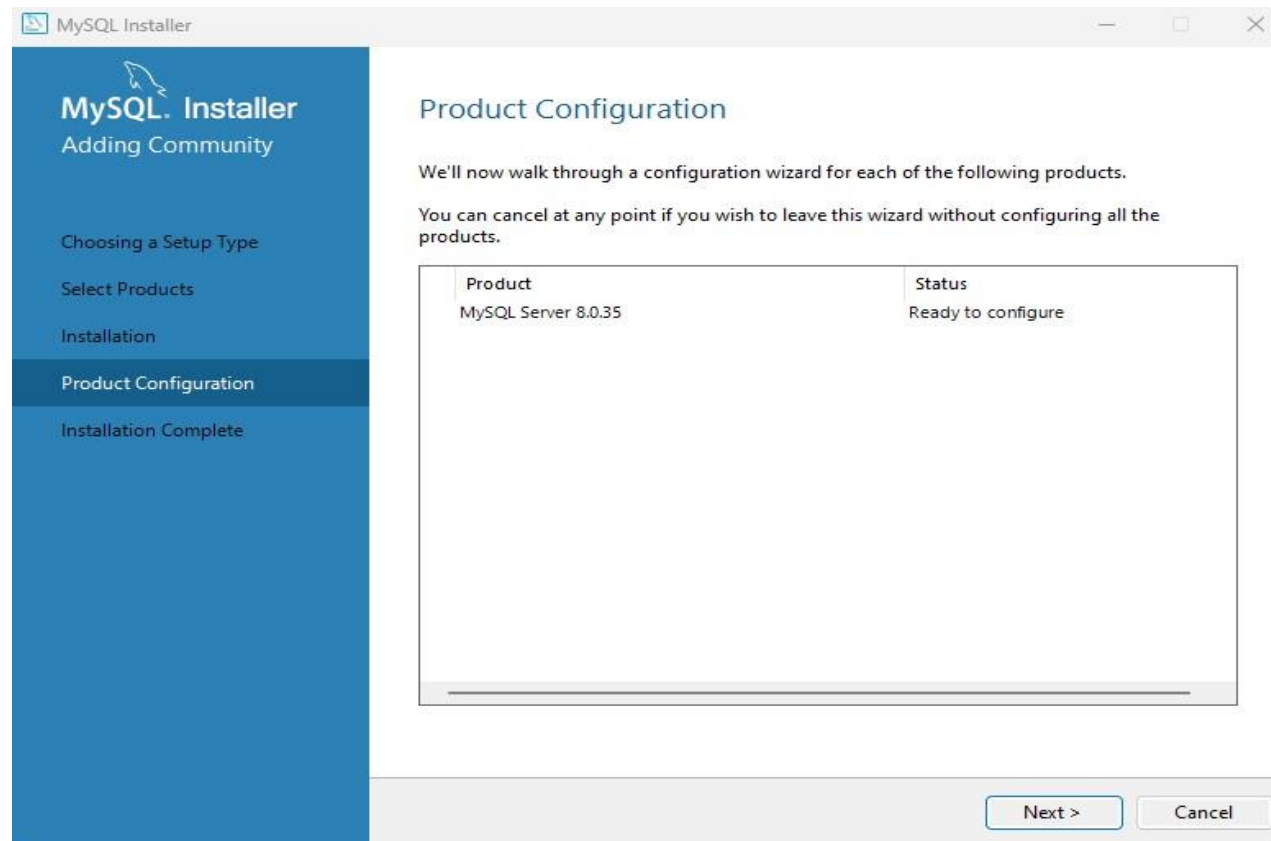 MySQL Installer
MySQL. Installer
Adding Community
Choosing a Setup Type
Select Products
Installation
Product Configuration
Installation Complete
Product Configuration
We'll now walk through a configuration wizard for each of the following products.
You can cancel at any point if you wish to leave this wizard without configuring all the
products.
Product Status
MySQL Server 8.0.35 Ready to configure
Next > Cancel